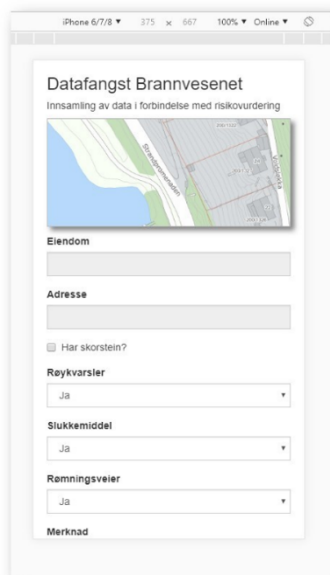 iPhone 6/7/8 ▼ 375 × 667 100% ▼ Online ▼
Datafangst Brannvesenet
Innsamling av data i forbindelse med risikovurdering
Strandpromenaden
Eiendom
Adresse
Har skorstein?
Røykvarsler
Ja
Slukkemiddel
Ja
Rømningsveier
Ja
Merknad